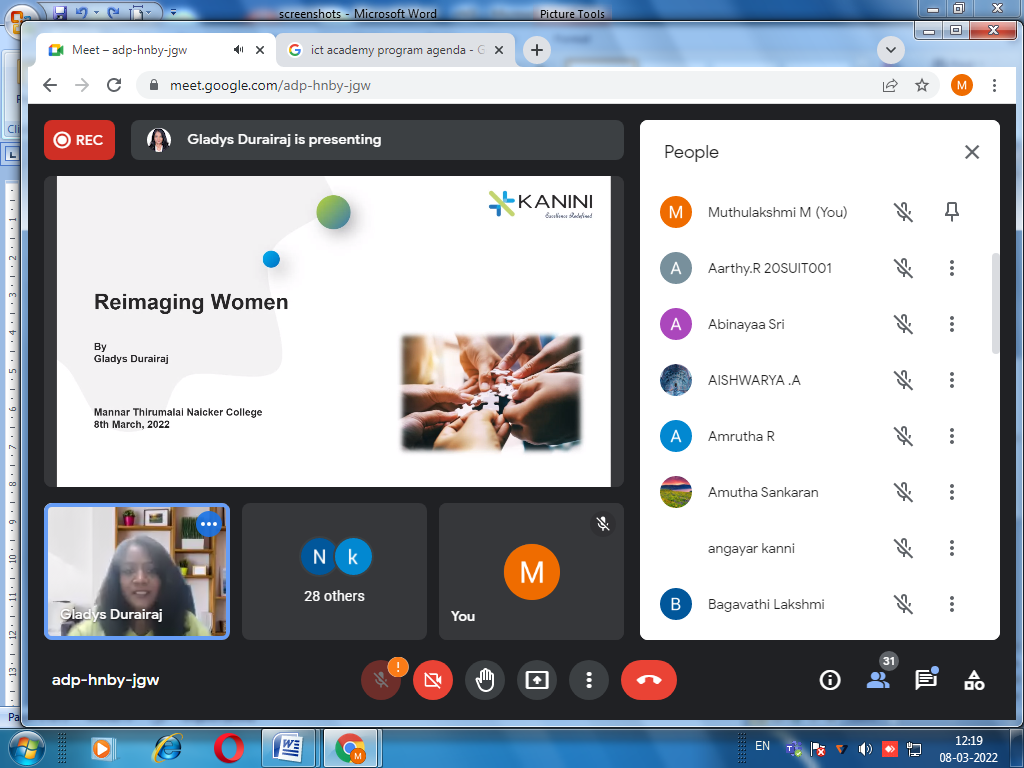 screenshots - Microsoft Word
Picture Tools
Meet – adp-hnby-jgw
ict academy program agenda - G
meet.google.com/adp-hnby-jgw
M
REC
Gladys Durairaj is presenting
KANINI
Excellence Redefined
Reimaging Women
By
Gladys Durairaj
Mannar Thirumalai Naicker College
8th March, 2022
Gladys Durairaj
N k
28 others
M
You
People
M Muthulakshmi M (You)
A Aarthy.R 20SUIT001
A Abinayaa Sri
AISHWARYA .A
A Amrutha R
Amutha Sankaran
angayar kanni
B Bagavathi Lakshmi
adp-hnby-jgw
!
31
EN
12:19
08-03-2022